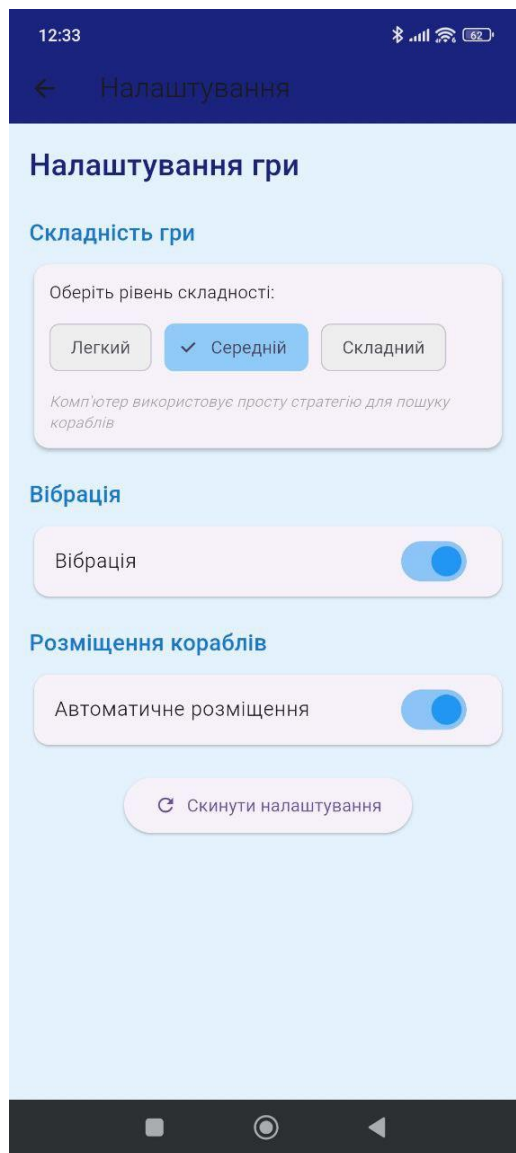 12:33
62
Налаштування
Налаштування гри
Складність гри
Оберіть рівень складності:
Легкий Середній Складний
Комп'ютер використовує просту стратегію для пошуку
кораблів
Вібрація
Вібрація
Розміщення кораблів
Автоматичне розміщення
Скинути налаштування